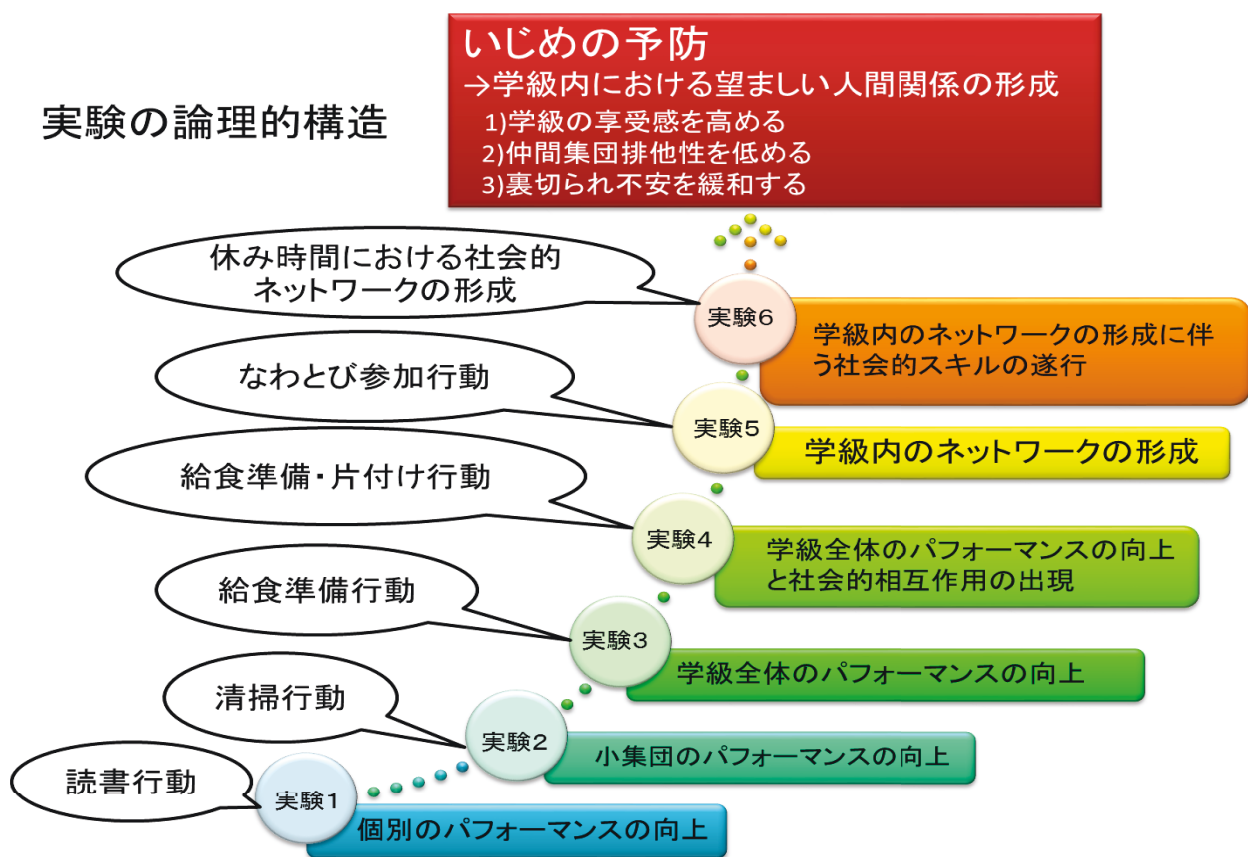 いじめの予防
→学級内における望ましい人間関係の形成
1)学級の享受感を高める
2)仲間集団排他性を低める
3)裏切られ不安を緩和する
実験の論理的構造
休み時間における社会的
ネットワークの形成
実験6
学級内のネットワークの形成に伴
う社会的スキルの遂行
なわとび参加行動
実験5
学級内のネットワークの形成
給食準備・片付け行動
実験4
学級全体のパフォーマンスの向上
と社会的相互作用の出現
給食準備行動
実験3
学級全体のパフォーマンスの向上
清掃行動
実験2
小集団のパフォーマンスの向上
読書行動
実験1
個別のパフォーマンスの向上